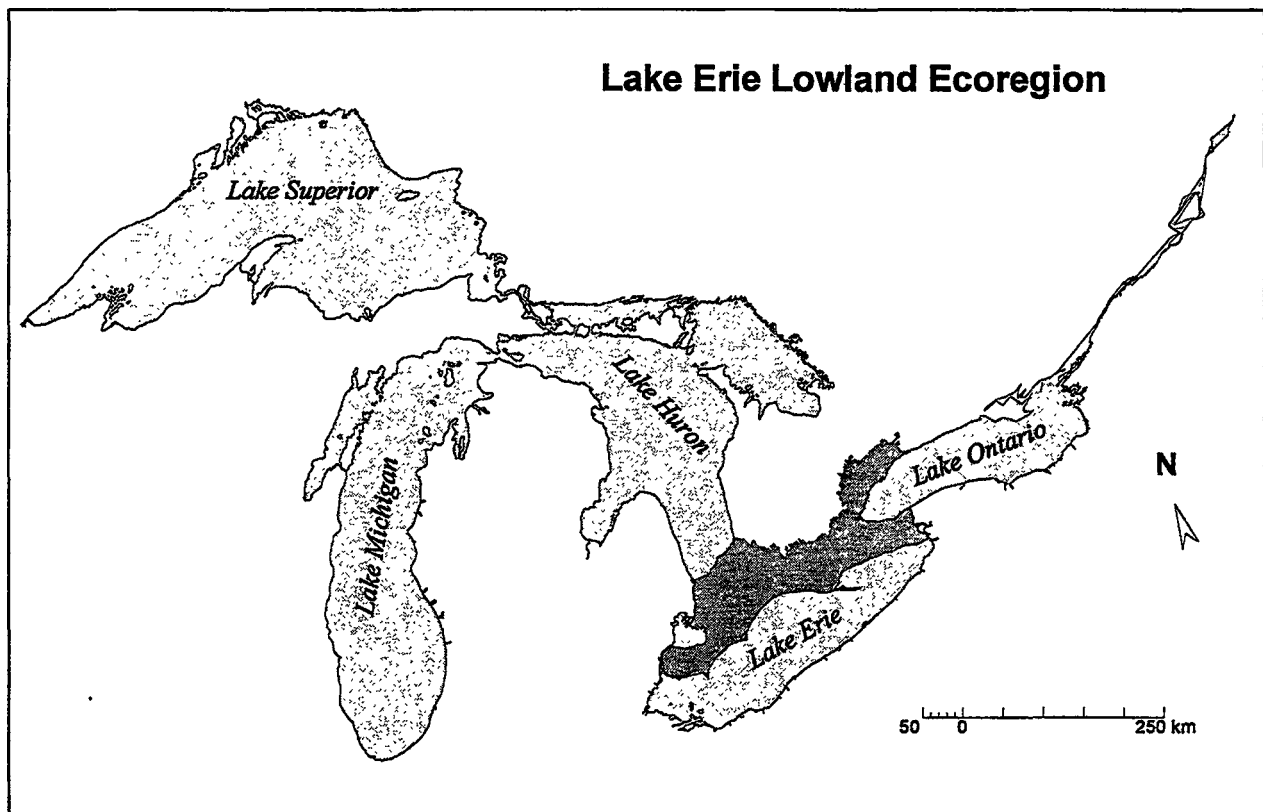 Lake Erie Lowland Ecoregion
Lake Superior
Lake Huron
Lake Ontario
N
Lake Michigan
Lake Erie
50 0 250 km